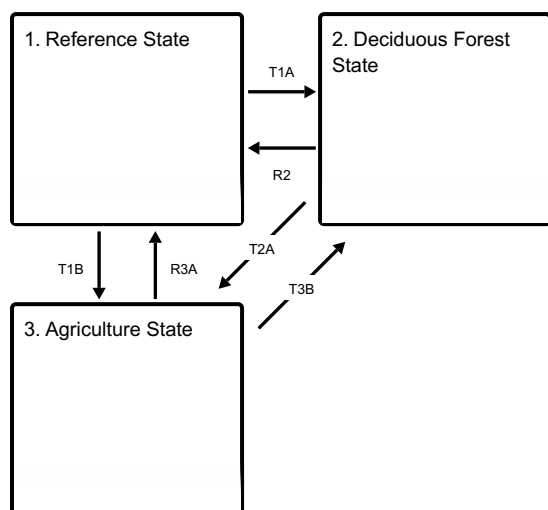 1. Reference State
2. Deciduous Forest
State
T1A
R2
T2A
T1B
R3A
T3B
3. Agriculture State